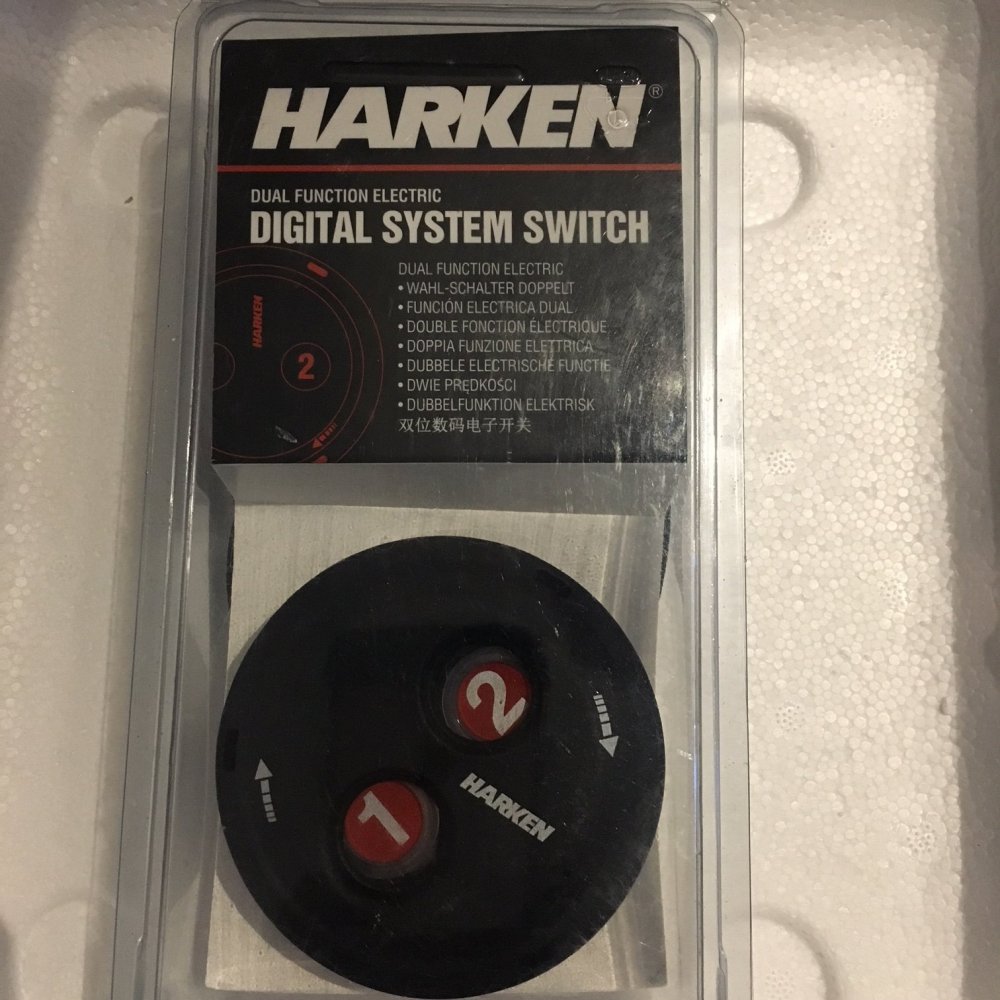 HARKEN®
DUAL FUNCTION ELECTRIC
DIGITAL SYSTEM SWITCH
DUAL FUNCTION ELECTRIC
• WAHL-SCHALTER DOPPELT
• FUNCIÓN ELECTRICA DUAL
• DOUBLE FONCTION ÉLECTRIQUE
• DOPPIA FUNZIONE ELETTRICA
• DUBBELE ELECTRISCHE FUNCTIE
• DWIE PRĘDKOŚCI
• DUBBELFUNKTION ELEKTRISK
双位数码电子开关
HARKEN
2
2
1
HARKEN